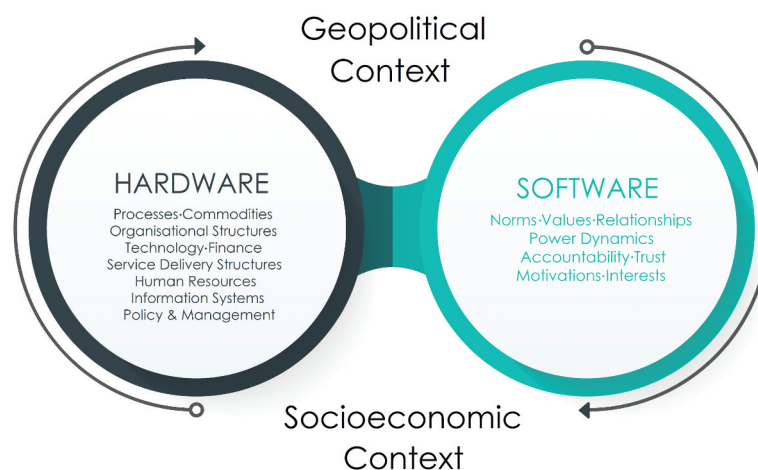 Geopolitical
Context
HARDWARE
Processes·Commodities
Organisational Structures
Technology·Finance
Service Delivery Structures
Human Resources
Information Systems
Policy & Management
SOFTWARE
Norms·Values·Relationships
Power Dynamics
Accountability·Trust
Motivations·Interests
Socioeconomic
Context